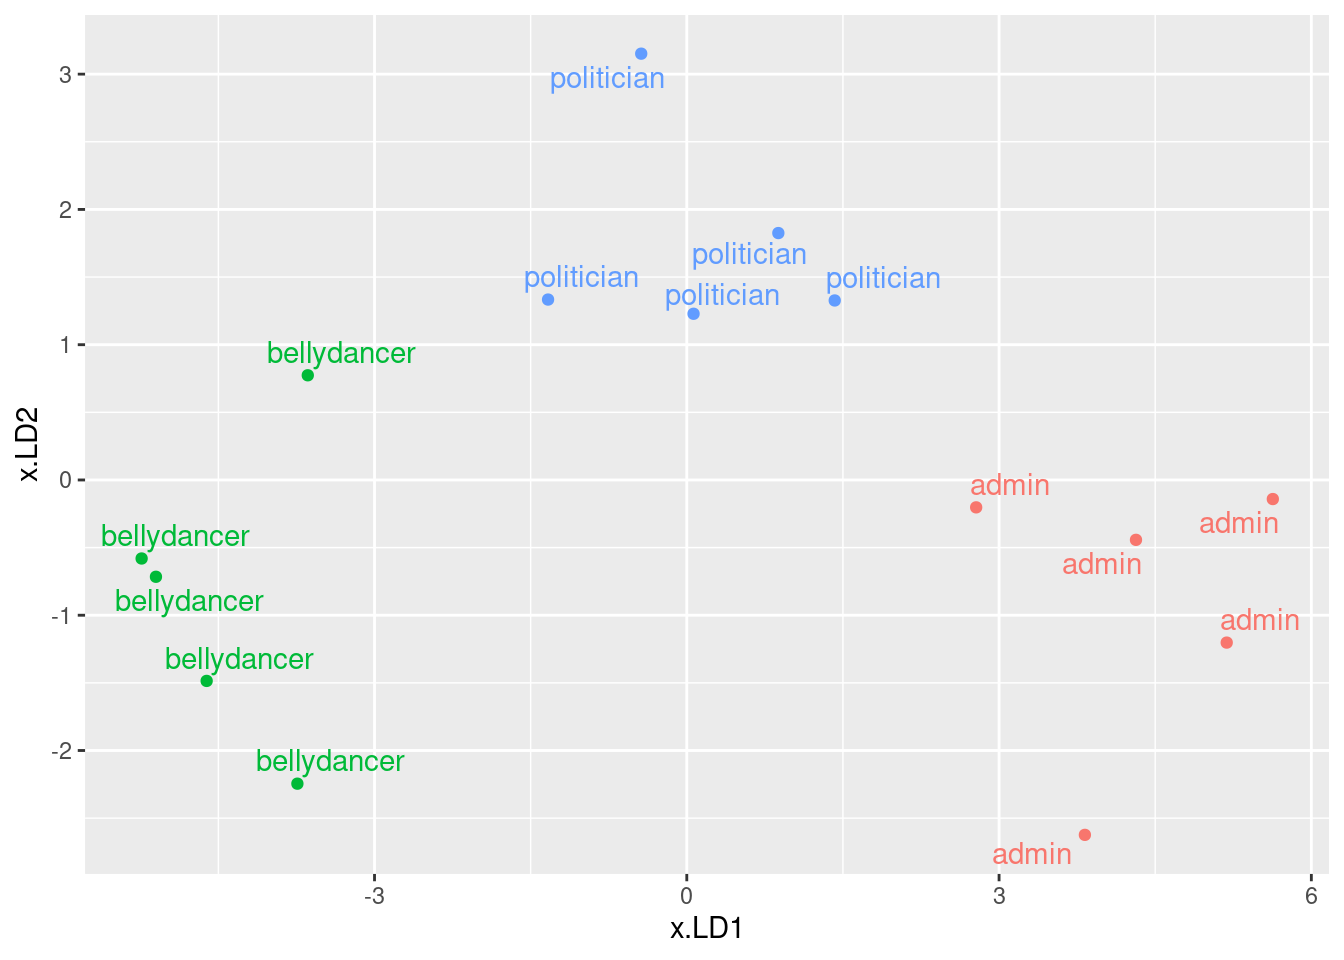 3
politician
2
politician
politician
politician
politician
1
bellydancer
x.LD2
0
admin
admin
bellydancer
admin
bellydancer
-1
admin
bellydancer
-2
bellydancer
admin
-3
0
3
6
x.LD1